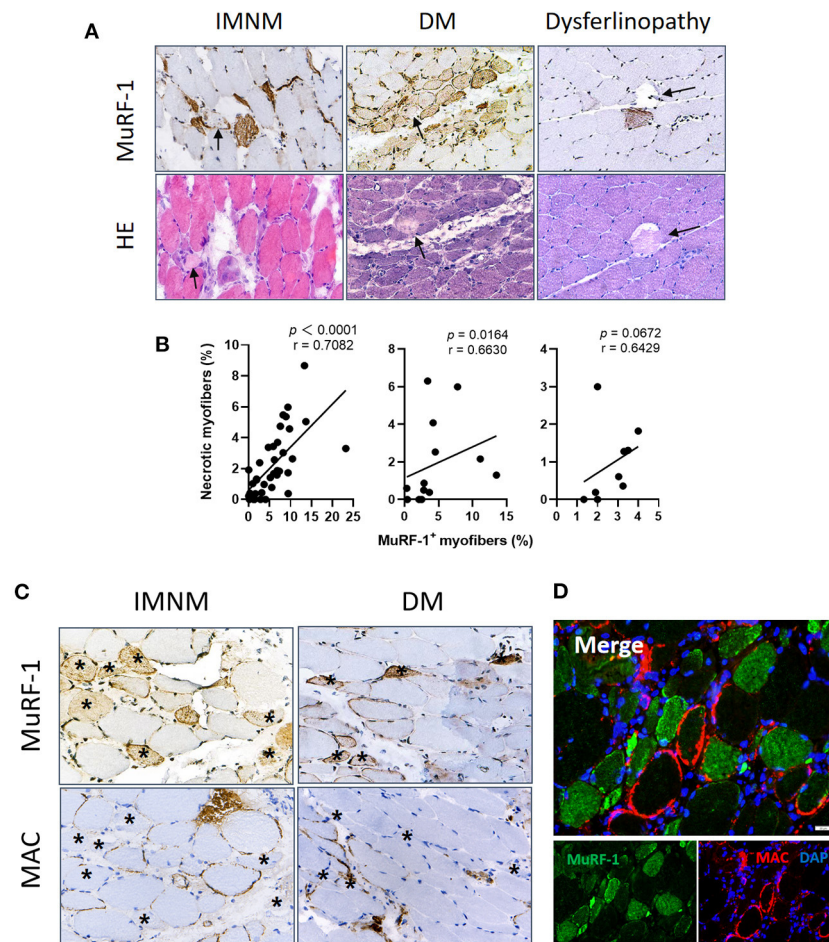 A
IMNM DM Dysferlinopathy
MuRF-1
HE
B
p < 0.0001
r = 0.7082
p = 0.0164
r = 0.6630
p = 0.0672
r = 0.6429
Necrotic myofibers (%)
10
8
6
4
2
0
0 5 10 15 20 25
8
6
4
2
0
0 5 10 15
4
3
2
1
0
0 1 2 3 4 5
MuRF-1+ myofibers (%)
C
IMNM DM
MuRF-1
* * * * * * *
* * * *
MAC
* * * * * * *
* * * * * *
D
Merge
MuRF-1
MAC DAP